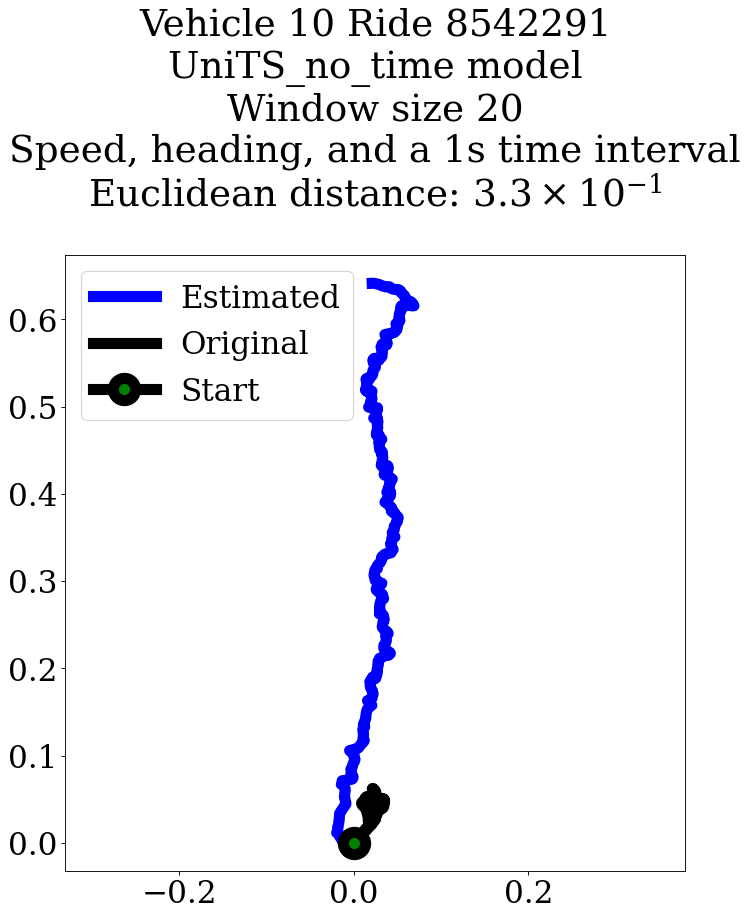 Vehicle 10 Ride 8542291
UniTS_no_time model
Window size 20
Speed, heading, and a 1s time interval
Euclidean distance: 3.3 × 10⁻¹
Estimated
Original
Start
0.6
0.5
0.4
0.3
0.2
0.1
0.0
−0.2 0.0 0.2